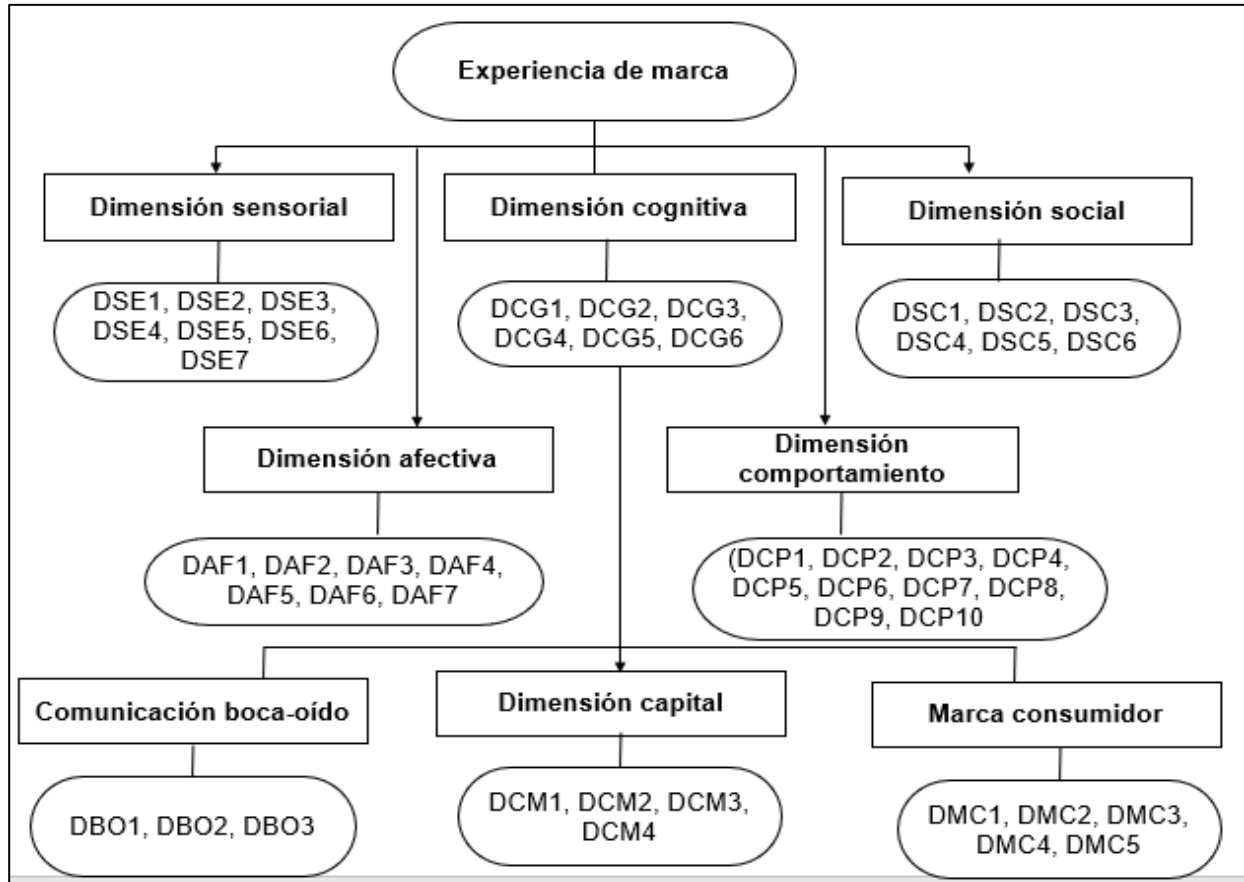 Experiencia de marca
Dimensión sensorial
Dimensión cognitiva
Dimensión social
DSE1, DSE2, DSE3,
DSE4, DSE5, DSE6,
DSE7
DCG1, DCG2, DCG3,
DCG4, DCG5, DCG6
DSC1, DSC2, DSC3,
DSC4, DSC5, DSC6
Dimensión afectiva
Dimensión
comportamiento
DAF1, DAF2, DAF3, DAF4,
DAF5, DAF6, DAF7
(DCP1, DCP2, DCP3, DCP4,
DCP5, DCP6, DCP7, DCP8,
DCP9, DCP10
Comunicación boca-oído
Dimensión capital
Marca consumidor
DBO1, DBO2, DBO3
DCM1, DCM2, DCM3,
DCM4
DMC1, DMC2, DMC3,
DMC4, DMC5